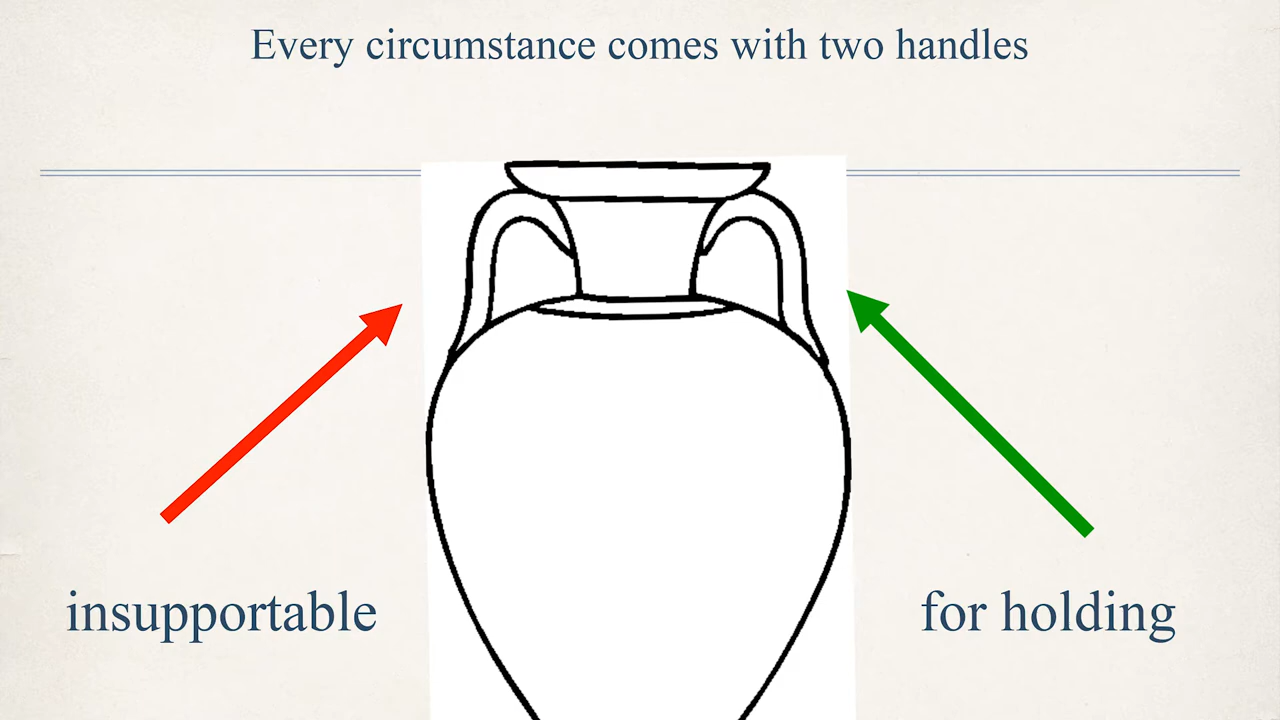 Every circumstance comes with two handles
insupportable
for holding